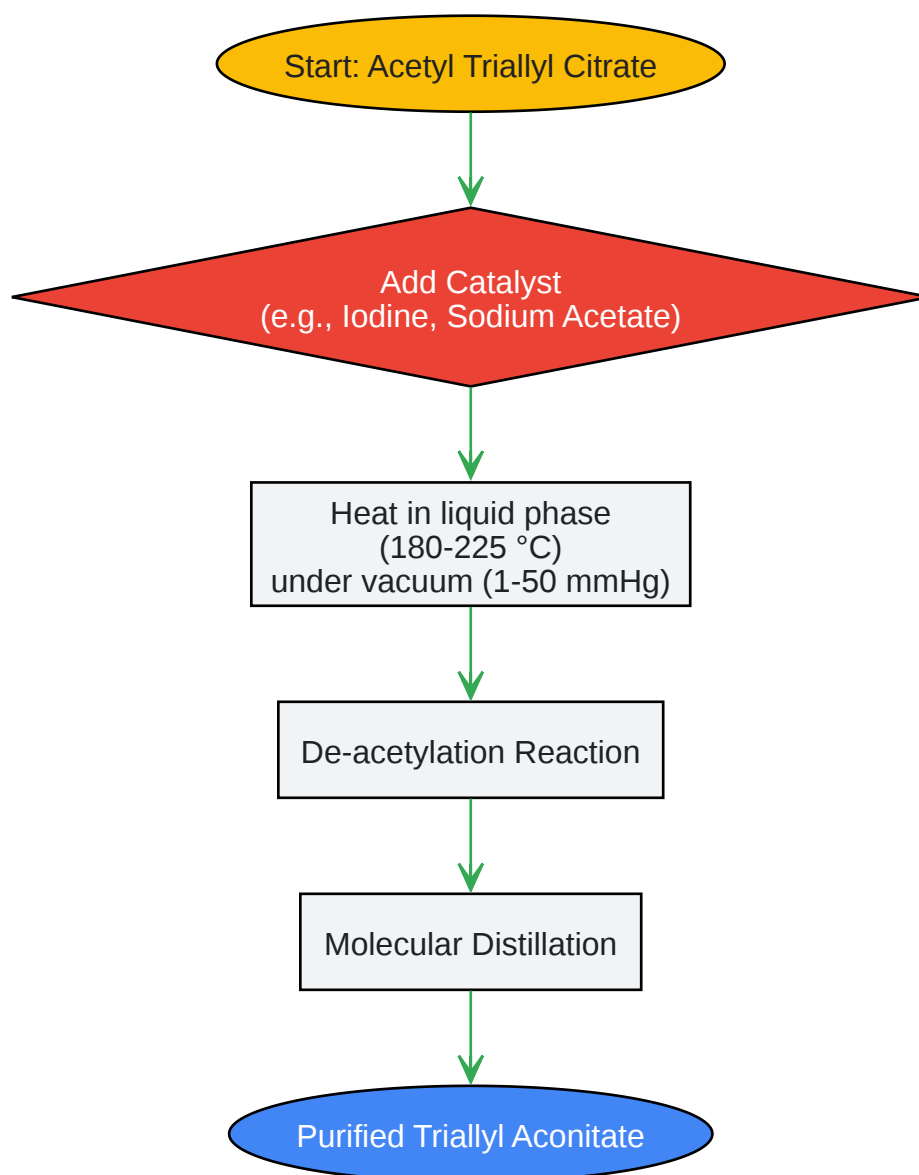 Start: Acetyl Triallyl Citrate
Add Catalyst
(e.g., Iodine, Sodium Acetate)
Heat in liquid phase
(180-225 °C)
under vacuum (1-50 mmHg)
De-acetylation Reaction
Molecular Distillation
Purified Triallyl Aconitate